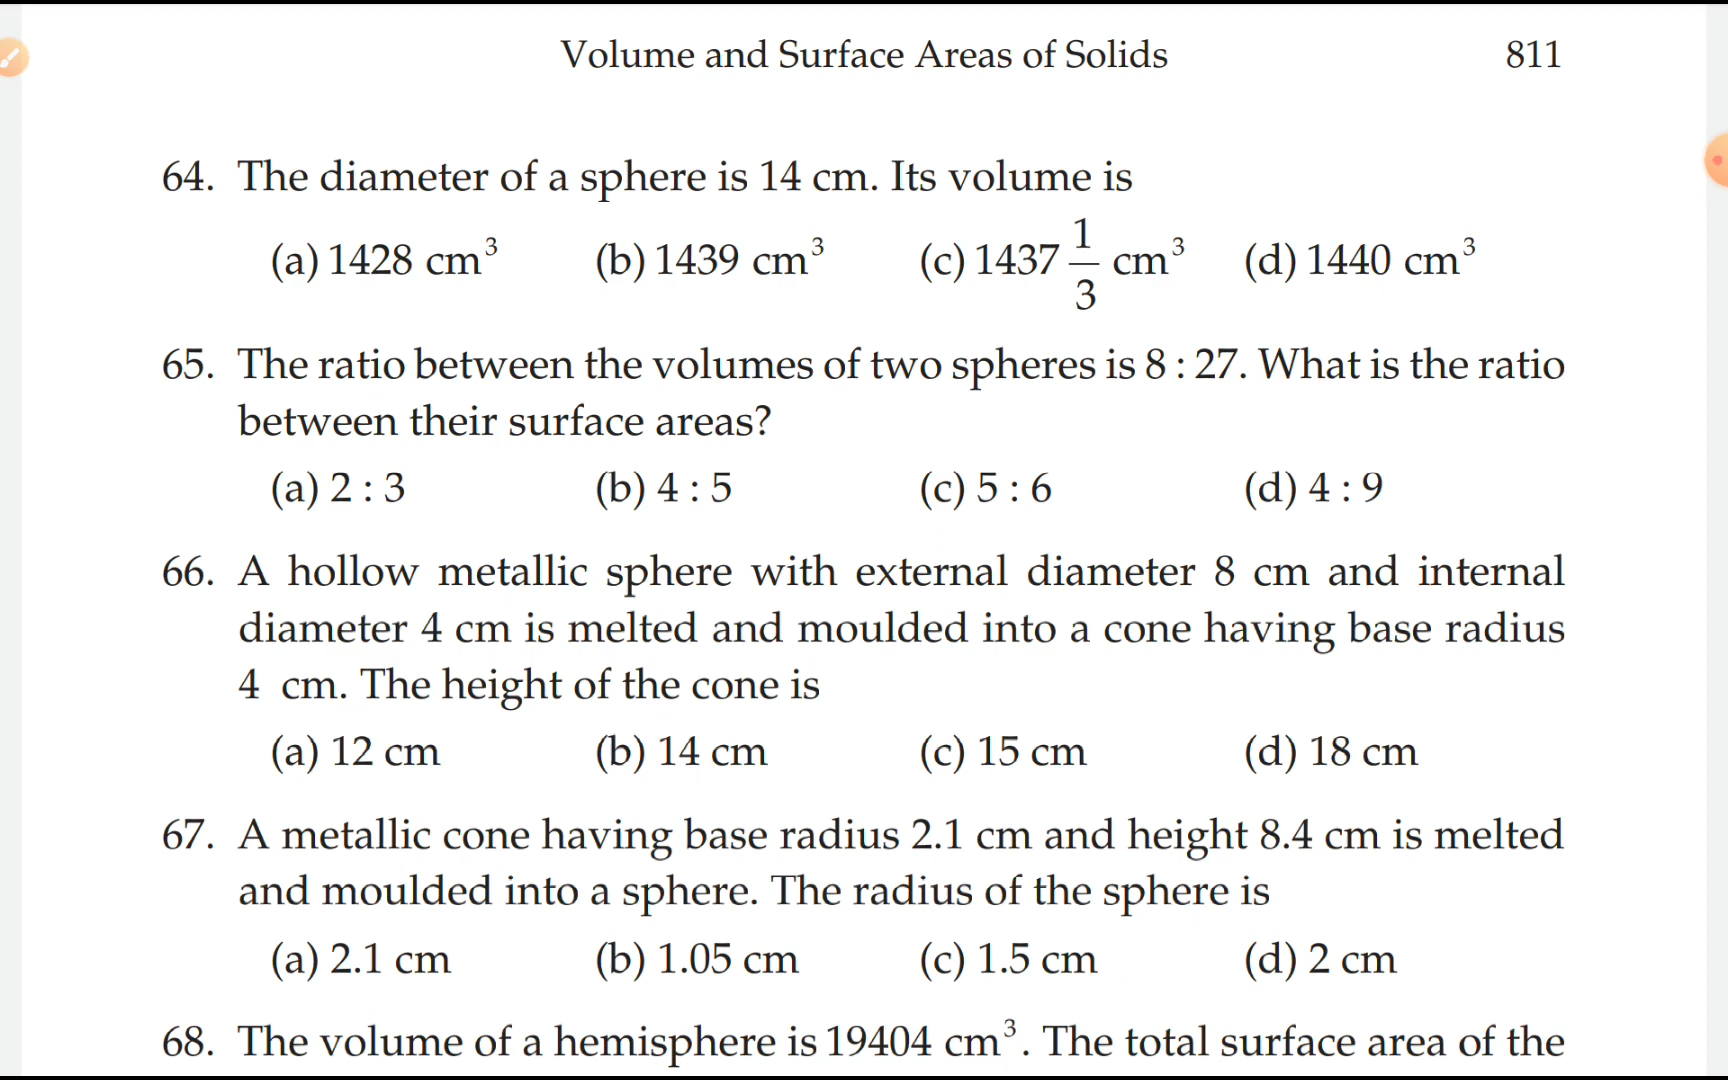 Volume and Surface Areas of Solids 811
64. The diameter of a sphere is 14 cm. Its volume is
(a) 1428 cm³ (b) 1439 cm³ (c) 1437 1/3 cm³ (d) 1440 cm³
65. The ratio between the volumes of two spheres is 8 : 27. What is the ratio
between their surface areas?
(a) 2 : 3 (b) 4 : 5 (c) 5 : 6 (d) 4 : 9
66. A hollow metallic sphere with external diameter 8 cm and internal
diameter 4 cm is melted and moulded into a cone having base radius
4 cm. The height of the cone is
(a) 12 cm (b) 14 cm (c) 15 cm (d) 18 cm
67. A metallic cone having base radius 2.1 cm and height 8.4 cm is melted
and moulded into a sphere. The radius of the sphere is
(a) 2.1 cm (b) 1.05 cm (c) 1.5 cm (d) 2 cm
68. The volume of a hemisphere is 19404 cm³. The total surface area of the